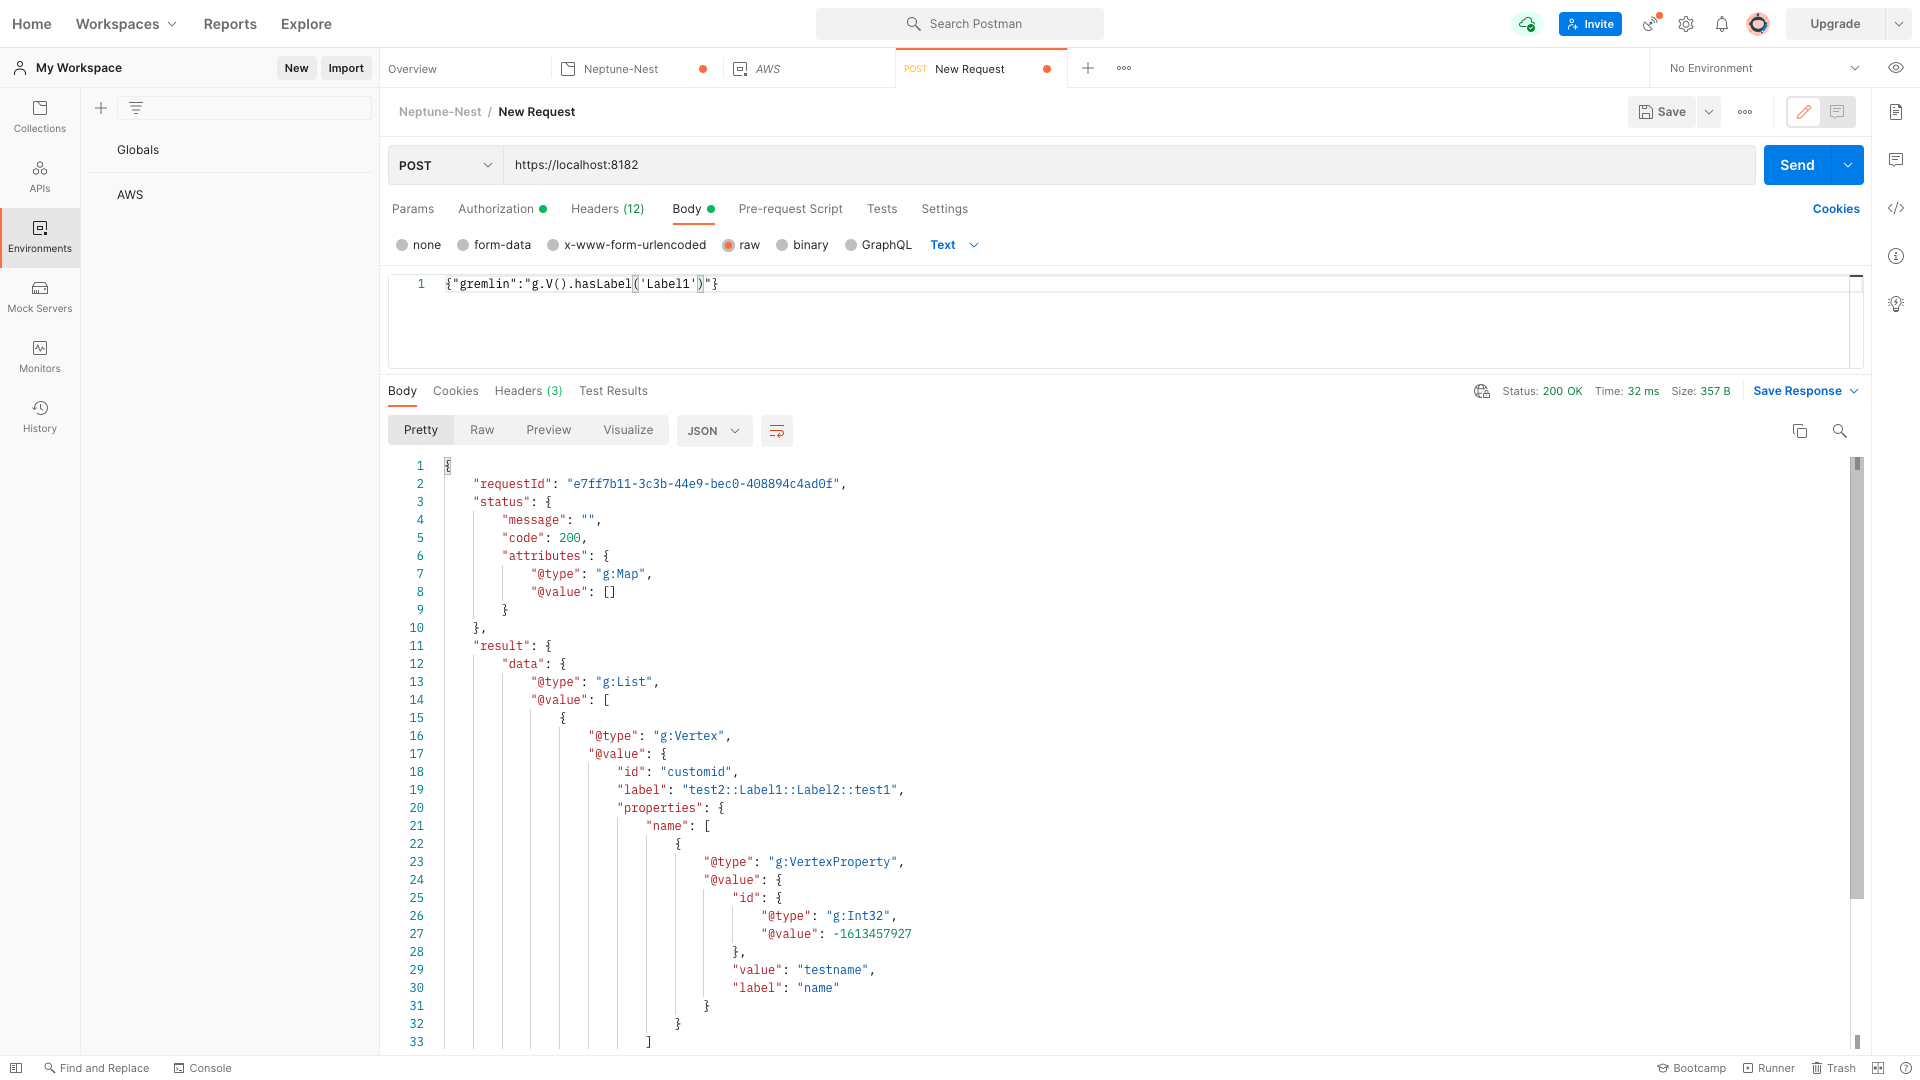 Home Workspaces Reports Explore Search Postman Invite Upgrade
My Workspace New Import Overview Neptune-Nest AWS POST New Request No Environment
Neptune-Nest / New Request Save
Collections
Globals
APIs
AWS
Environments
Mock Servers
Monitors
History
POST https://localhost:8182 Send
Params Authorization Headers (12) Body Pre-request Script Tests Settings Cookies
none form-data x-www-form-urlencoded raw binary GraphQL Text
1 {"gremlin":"g.V().hasLabel('Label1')"}
Body Cookies Headers (3) Test Results Status: 200 OK Time: 32 ms Size: 357 B Save Response
Pretty Raw Preview Visualize JSON
1 {
2 "requestId": "e7ff7b11-3c3b-44e9-bec0-408894c4ad0f",
3 "status": {
4 "message": "",
5 "code": 200,
6 "attributes": {
7 "@type": "g:Map",
8 "@value": []
9 }
10 },
11 "result": {
12 "data": {
13 "@type": "g:List",
14 "@value": [
15 {
16 "@type": "g:Vertex",
17 "@value": {
18 "id": "customid",
19 "label": "test2::Label1::Label2::test1",
20 "properties": {
21 "name": [
22 {
23 "@type": "g:VertexProperty",
24 "@value": {
25 "id": {
26 "@type": "g:Int32",
27 "@value": -1613457927
28 },
29 "value": "testname",
30 "label": "name"
31 }
32 }
33 ]
Find and Replace Console Bootcamp Runner Trash